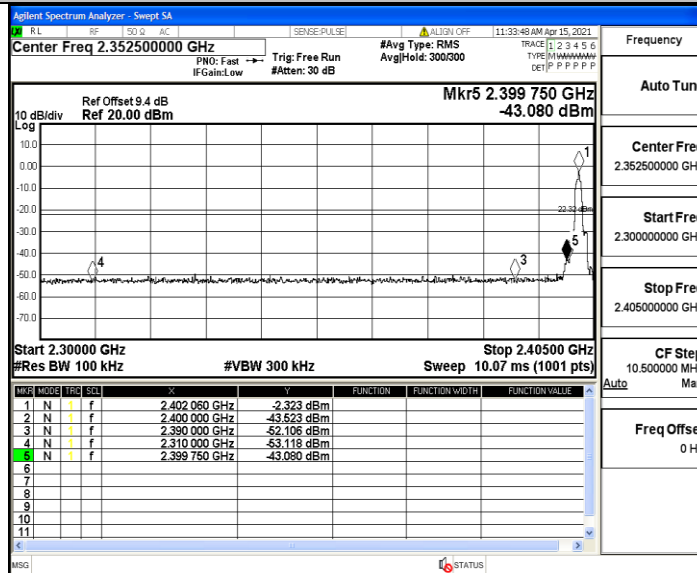 Agilent Spectrum Analyzer - Swept SA
RL RF 50 Ω AC SENSE:PULSE ALIGN OFF 11:33:48 AM Apr 15, 2021
Center Freq 2.352500000 GHz #Avg Type: RMS TRACE 1 2 3 4 5 6
PNO: Fast Trig: Free Run Avg|Hold: 300/300 TYPE M WWWWW
IFGain:Low #Atten: 30 dB DET P P P P P P
Ref Offset 9.4 dB Mkr5 2.399 750 GHz
10 dB/div Ref 20.00 dBm -43.080 dBm
Log
10.0
0.00
-10.0
-20.0
-30.0
-40.0
-50.0
-60.0
-70.0
1
5
3
4
Start 2.30000 GHz Stop 2.40500 GHz
#Res BW 100 kHz #VBW 300 kHz Sweep 10.07 ms (1001 pts)
MKR MODE TRC SCL X Y FUNCTION FUNCTION WIDTH FUNCTION VALUE
1 N 1 f 2.402 060 GHz -2.323 dBm
2 N 1 f 2.400 000 GHz -43.523 dBm
3 N 1 f 2.390 000 GHz -52.106 dBm
4 N 1 f 2.310 000 GHz -53.118 dBm
5 N 1 f 2.399 750 GHz -43.080 dBm
6
7
8
9
10
11
MSG STATUS
Frequency
Auto Tun
Center Fre
2.352500000 GH
Start Fre
2.300000000 GH
Stop Fre
2.405000000 GH
CF Ste
10.500000 MH
Auto Ma
Freq Offse
0 H